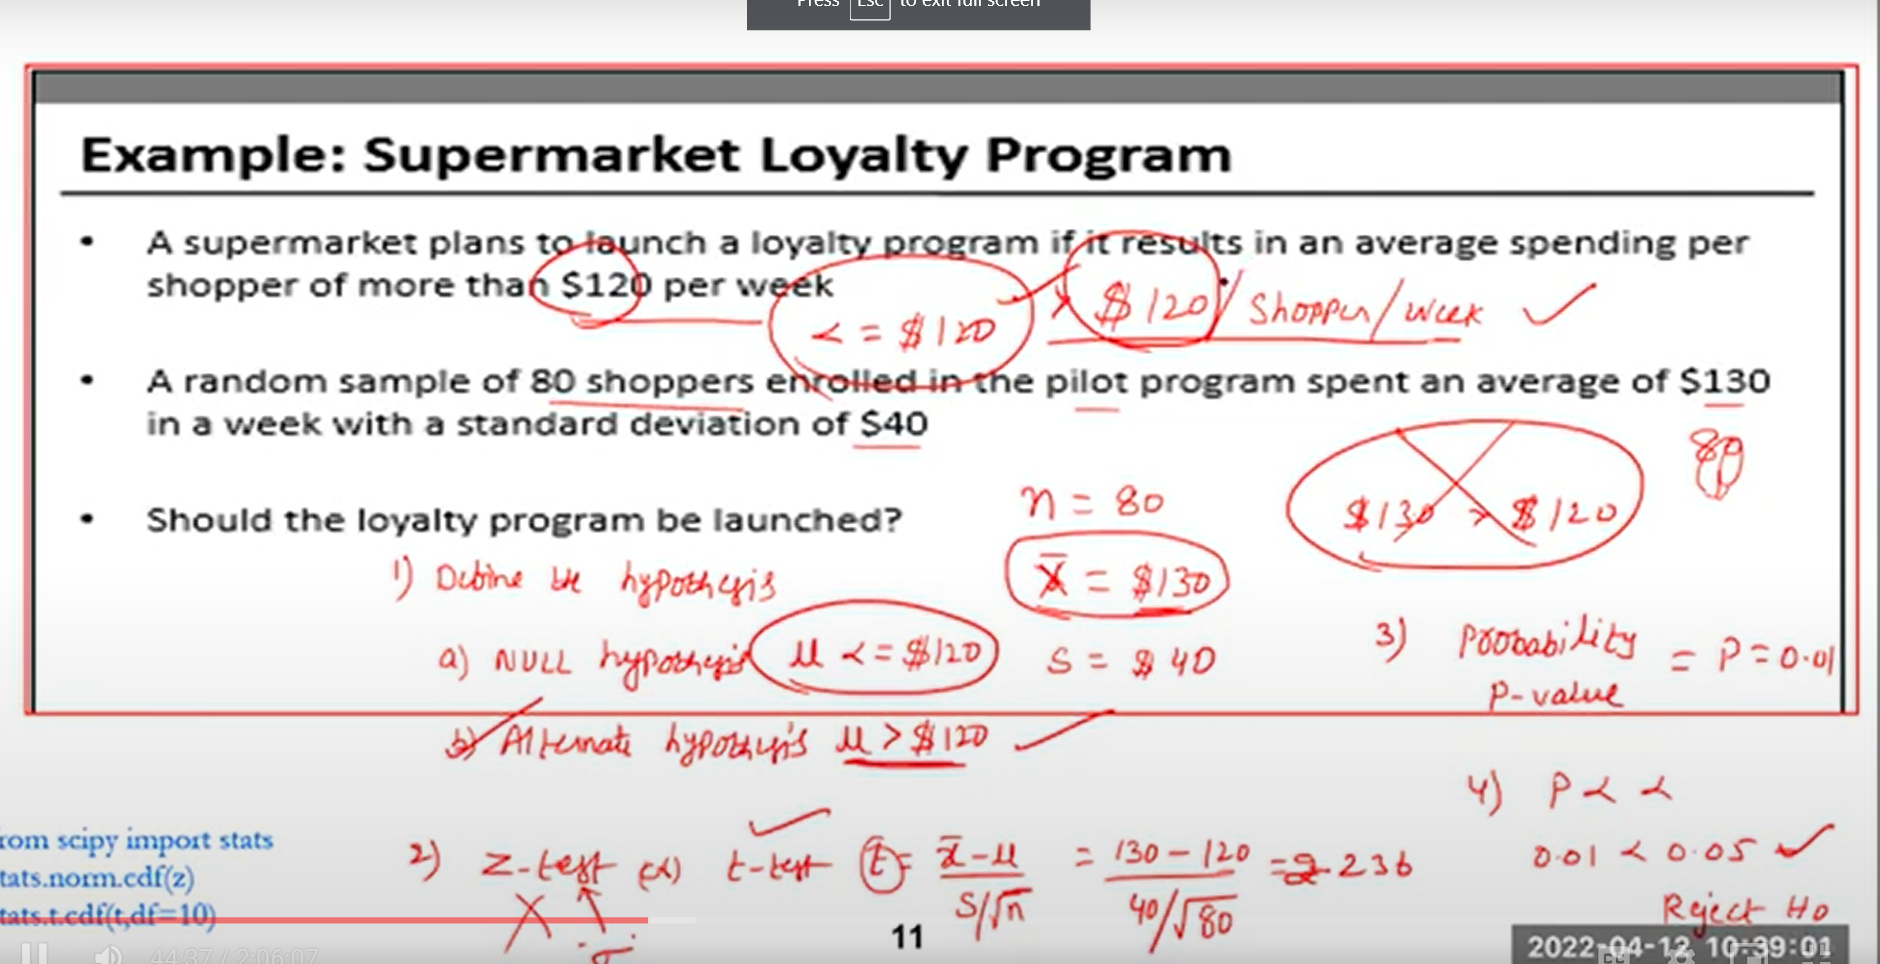 Press Esc to exit full screen
Example: Supermarket Loyalty Program
• A supermarket plans to launch a loyalty program if it results in an average spending per
shopper of more than $120 per week
< = $120
> $120/Shopper/week ✓
• A random sample of 80 shoppers enrolled in the pilot program spent an average of $130
in a week with a standard deviation of $40
80
$130 > $120
• Should the loyalty program be launched?
n = 80
1) Define the hypothesis
x̄ = $130
a) NULL hypothesis μ <= $120
s = $40
3) Probability = P = 0.01
P-value
b) Alternate hypothesis μ > $120 ✓
4) P < α
rom scipy import stats
tats.norm.cdf(z)
tats.t.cdf(t,df=10)
2) Z-test (x) t-test t = x̄-μ / s/√n = 130-120 / 40/√80 = 2.236
σ
0.01 < 0.05 ✓
Reject H0
11
44:37 / 2:06:07
2022-04-12 10:39:01